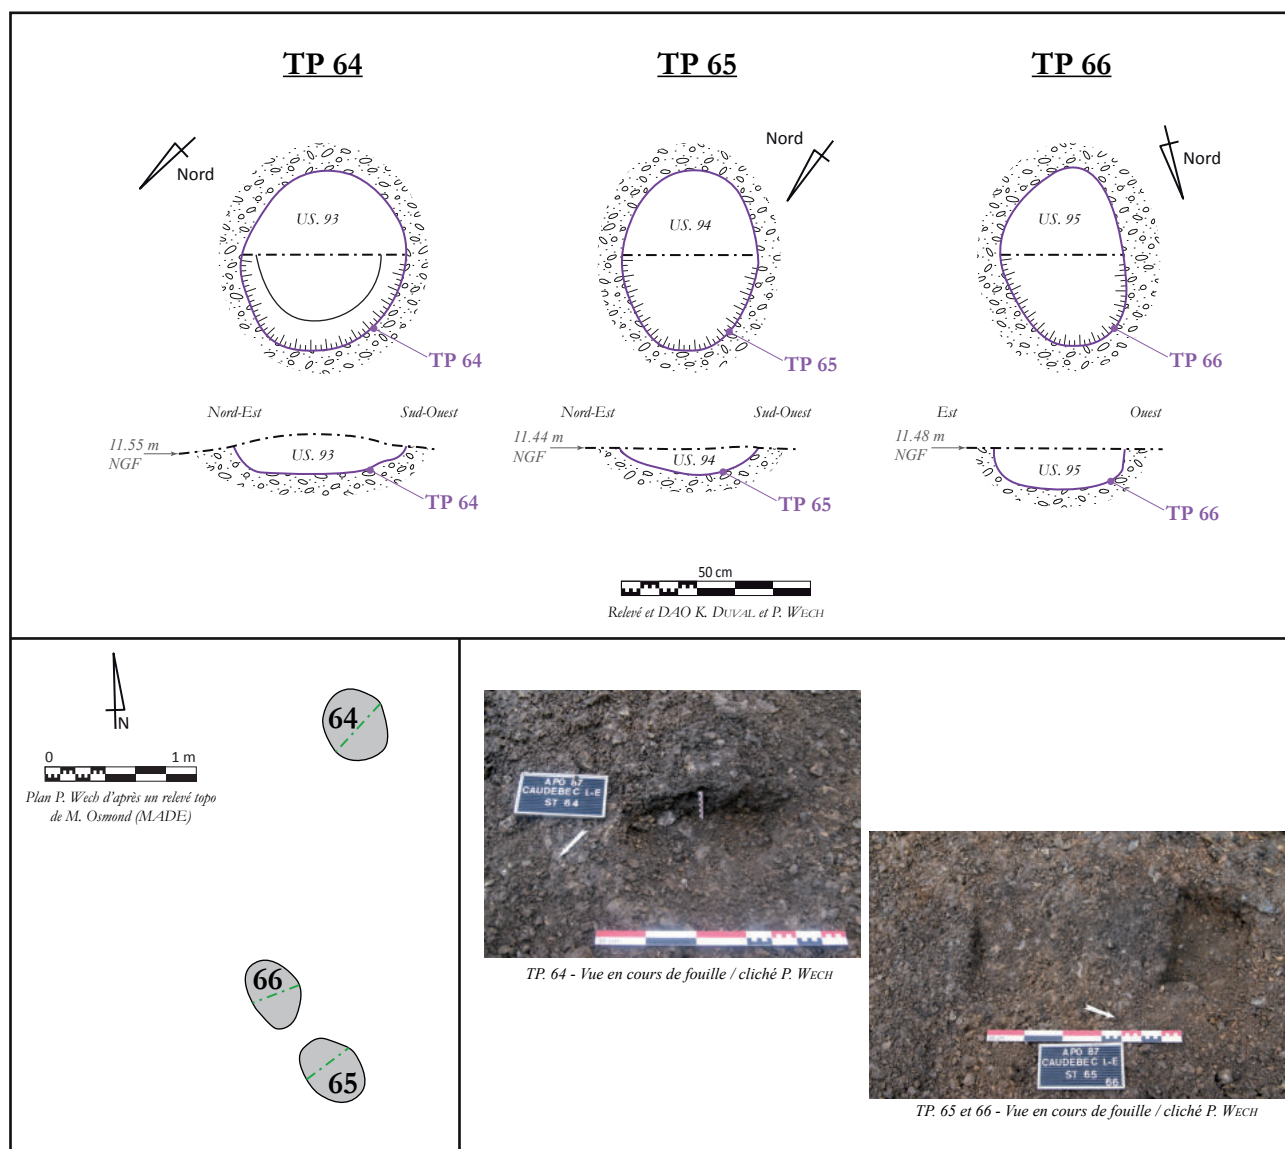 TP 64
TP 65
TP 66
Nord
Nord
Nord
US. 93
US. 94
US. 95
TP 64
TP 65
TP 66
Nord-Est
Sud-Ouest
Nord-Est
Sud-Ouest
Est
Ouest
11.55 m
NGF
US. 93
TP 64
11.44 m
NGF
US. 94
TP 65
11.48 m
NGF
US. 95
TP 66
50 cm
Relevé et DAO K. DUVAL et P. WECH
N
0 1 m
Plan P. Wech d'après un relevé topo
de M. Osmond (MADE)
64
66
65
APO 87
CAUDEBEC L-E
ST 64
TP. 64 - Vue en cours de fouille / cliché P. WECH
APO 87
CAUDEBEC L-E
ST 65
66
TP. 65 et 66 - Vue en cours de fouille / cliché P. WECH